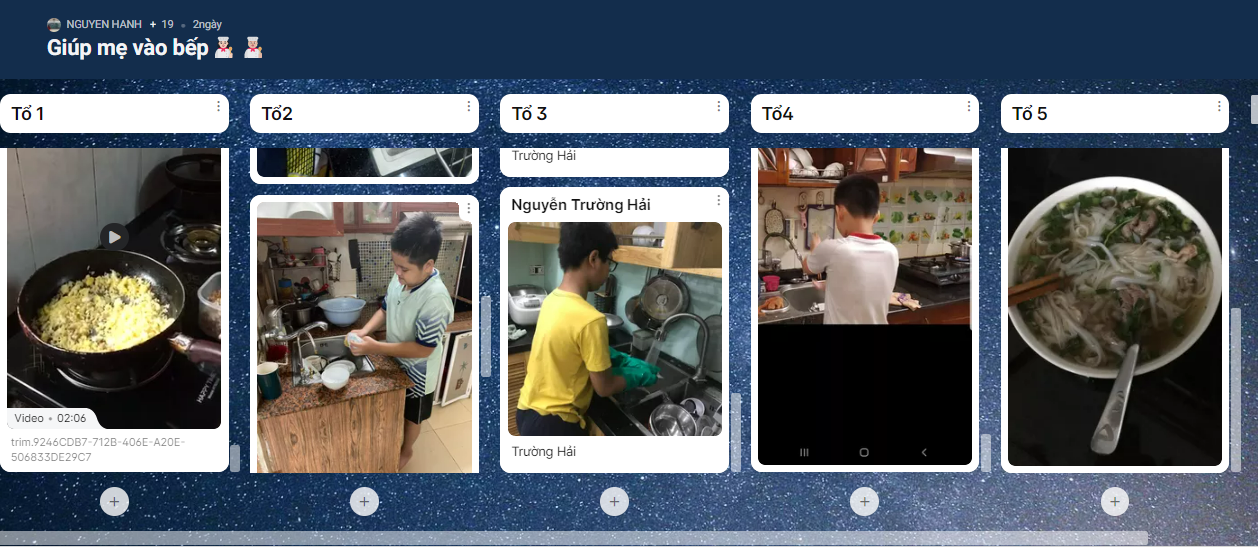 NGUYEN HANH + 19 • 2ngày
Giúp mẹ vào bếp
Tổ 1
Tổ2
Tổ 3
Tổ4
Tổ 5
Video • 02:06
trim.9246CDB7-712B-406E-A20E-
506833DE29C7
Trường Hải
Nguyễn Trường Hải
Trường Hải